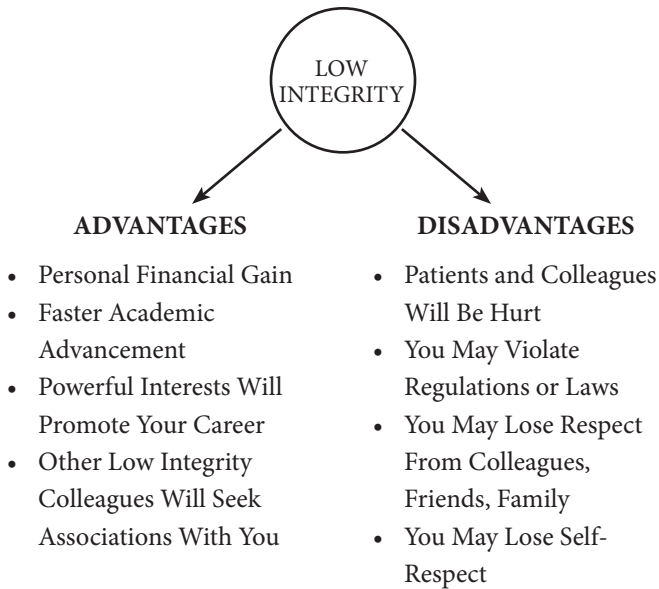 LOW
INTEGRITY
ADVANTAGES
• Personal Financial Gain
• Faster Academic
Advancement
• Powerful Interests Will
Promote Your Career
• Other Low Integrity
Colleagues Will Seek
Associations With You
DISADVANTAGES
• Patients and Colleagues
Will Be Hurt
• You May Violate
Regulations or Laws
• You May Lose Respect
From Colleagues,
Friends, Family
• You May Lose Self-
Respect